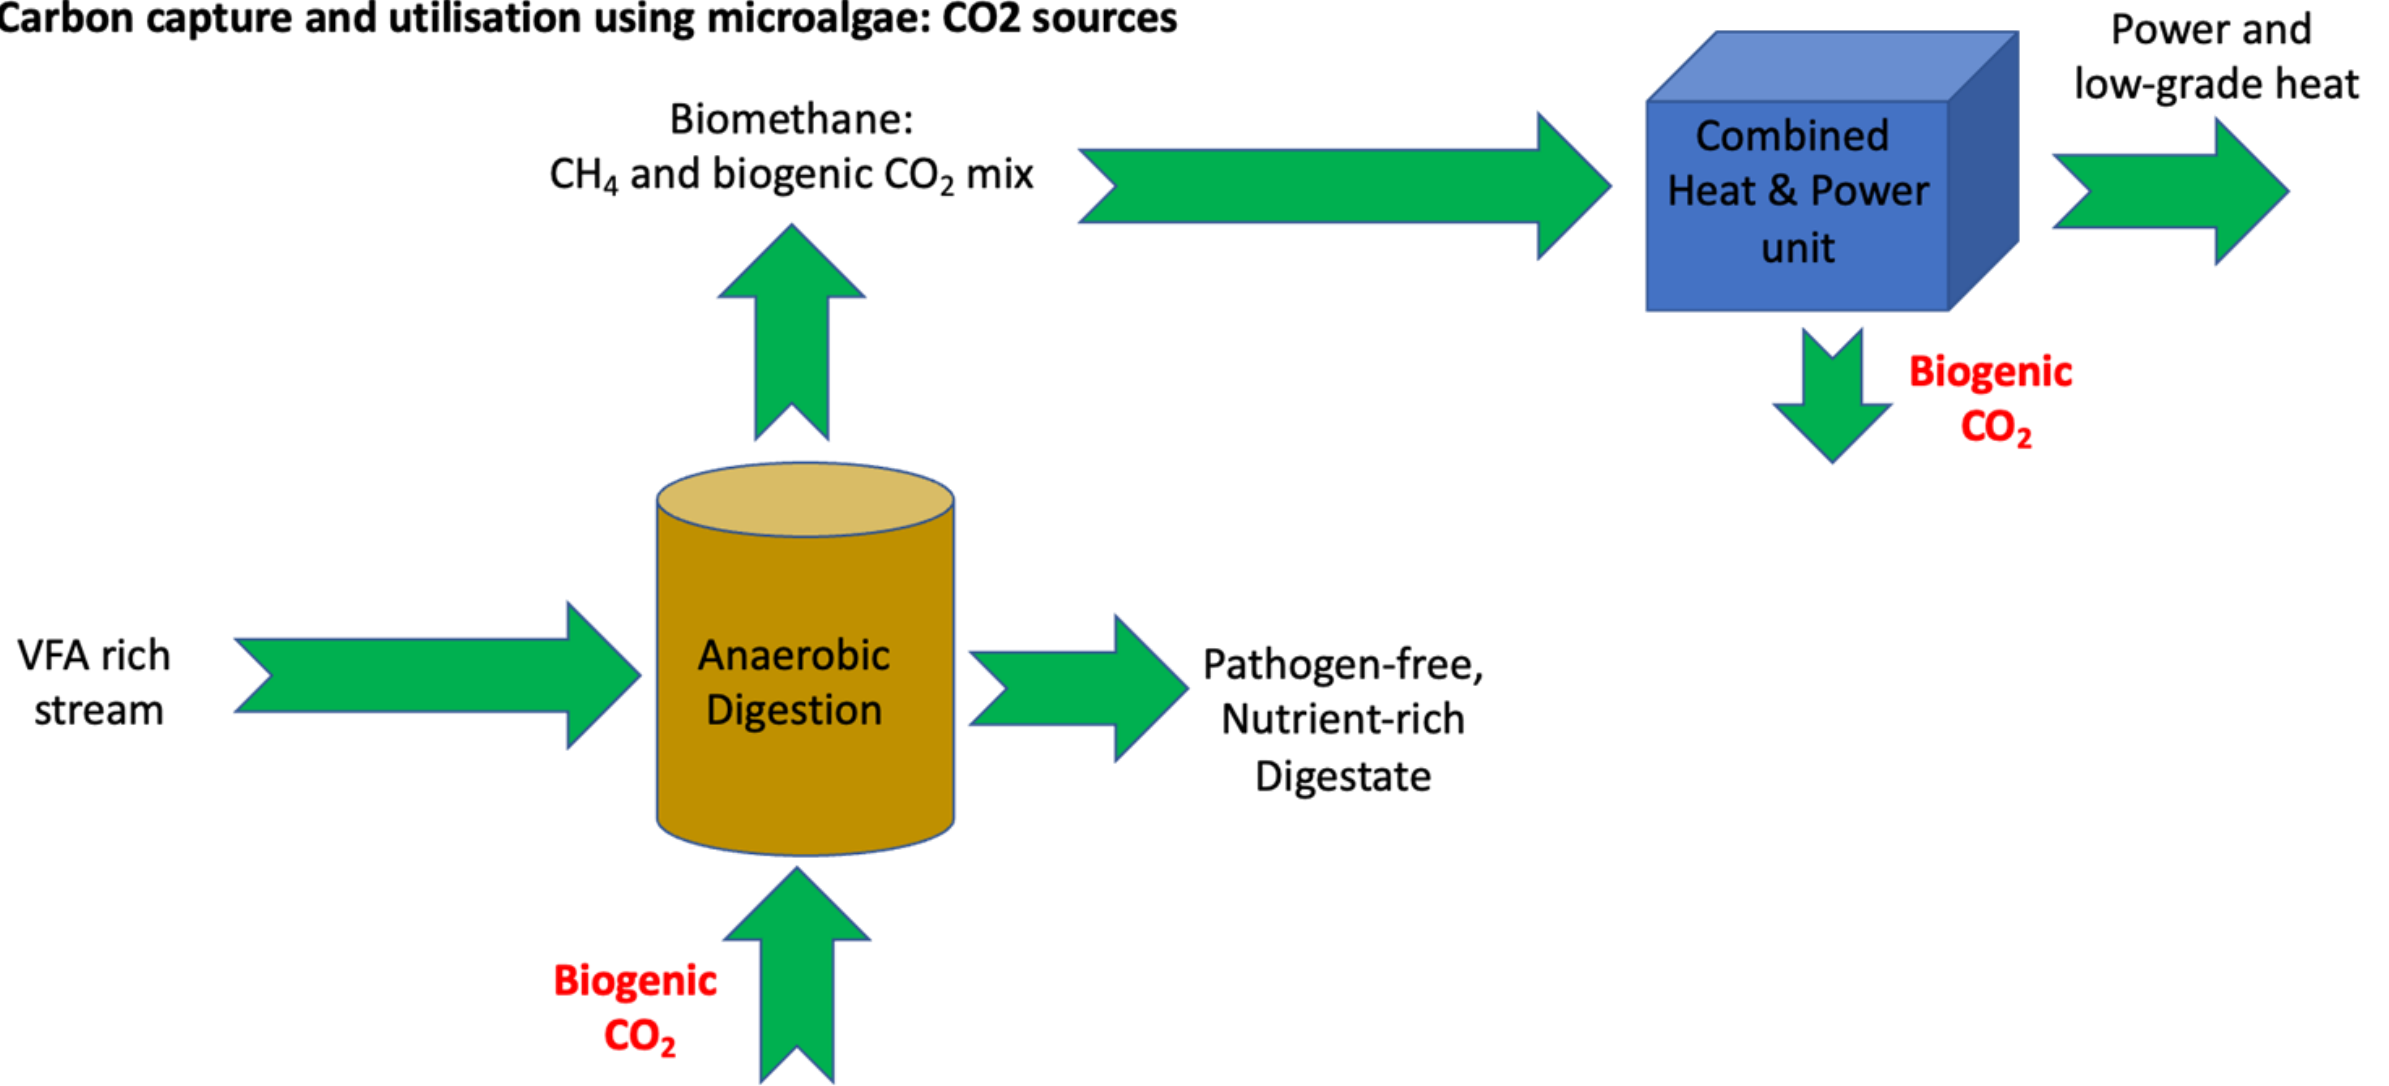 Carbon capture and utilisation using microalgae: CO2 sources
Power and
low-grade heat
Biomethane:
CH₄ and biogenic CO₂ mix
Combined
Heat & Power
unit
Biogenic
CO₂
VFA rich
stream
Anaerobic
Digestion
Pathogen-free,
Nutrient-rich
Digestate
Biogenic
CO₂